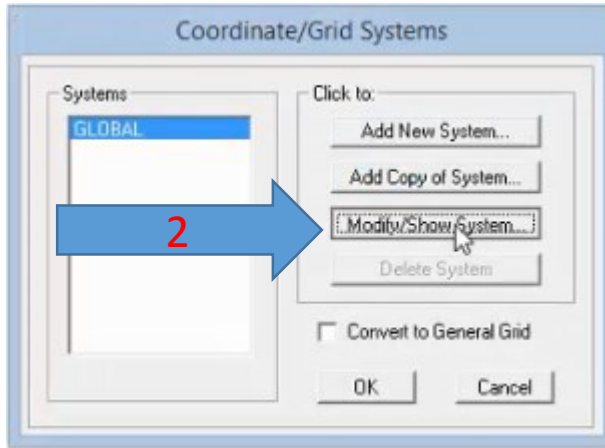 Coordinate/Grid Systems
Systems
GLOBAL
Click to:
Add New System...
Add Copy of System...
2
Modify/Show System...
Delete System
Convert to General Grid
OK
Cancel